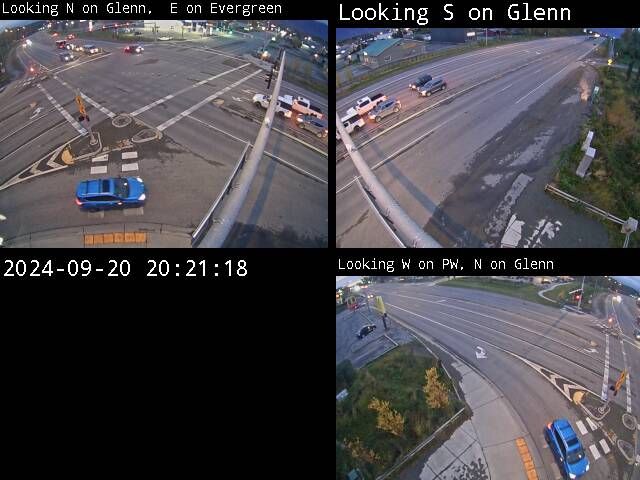 Looking N on Glenn, E on Evergreen
Looking S on Glenn
2024-09-20 20:21:18
Looking W on PW, N on Glenn